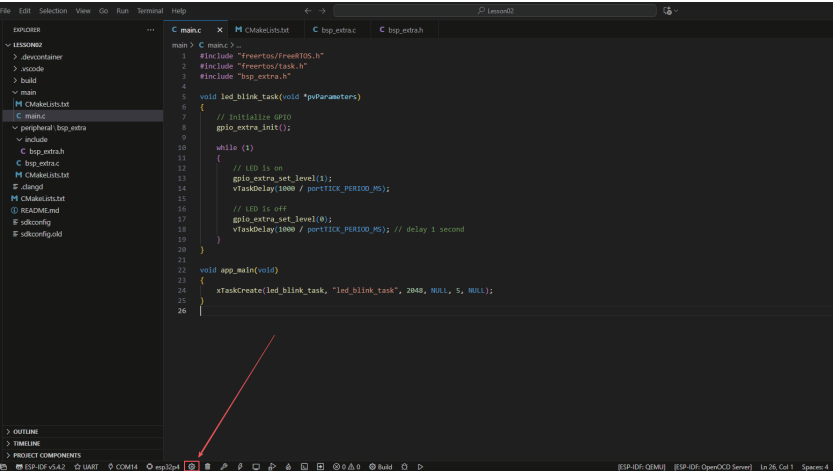 File Edit Selection View Go Run Terminal Help
Lesson02
EXPLORER
LESSON02
.devcontainer
.vscode
build
main
CMakeLists.txt
main.c
peripheral \ bsp_extra
include
bsp_extra.h
bsp_extra.c
CMakeLists.txt
.clangd
CMakeLists.txt
README.md
sdkconfig
sdkconfig.old
OUTLINE
TIMELINE
PROJECT COMPONENTS
main.c CMakeLists.txt bsp_extra.c bsp_extra.h
main > C main.c > ...
1 #include "freertos/FreeRTOS.h"
2 #include "freertos/task.h"
3 #include "bsp_extra.h"
4
5 void led_blink_task(void *pvParameters)
6 {
7 // Initialize GPIO
8 gpio_extra_init();
9
10 while (1)
11 {
12 // LED is on
13 gpio_extra_set_level(1);
14 vTaskDelay(1000 / portTICK_PERIOD_MS);
15
16 // LED is off
17 gpio_extra_set_level(0);
18 vTaskDelay(1000 / portTICK_PERIOD_MS); // delay 1 second
19 }
20 }
21
22 void app_main(void)
23 {
24 xTaskCreate(led_blink_task, "led_blink_task", 2048, NULL, 5, NULL);
25 }
26
ESP-IDF v5.4.2 UART COM14 esp32p4 0 0 Build [ESP-IDF: QEMU] [ESP-IDF: OpenOCD Server] Ln 26, Col 1 Spaces: 4